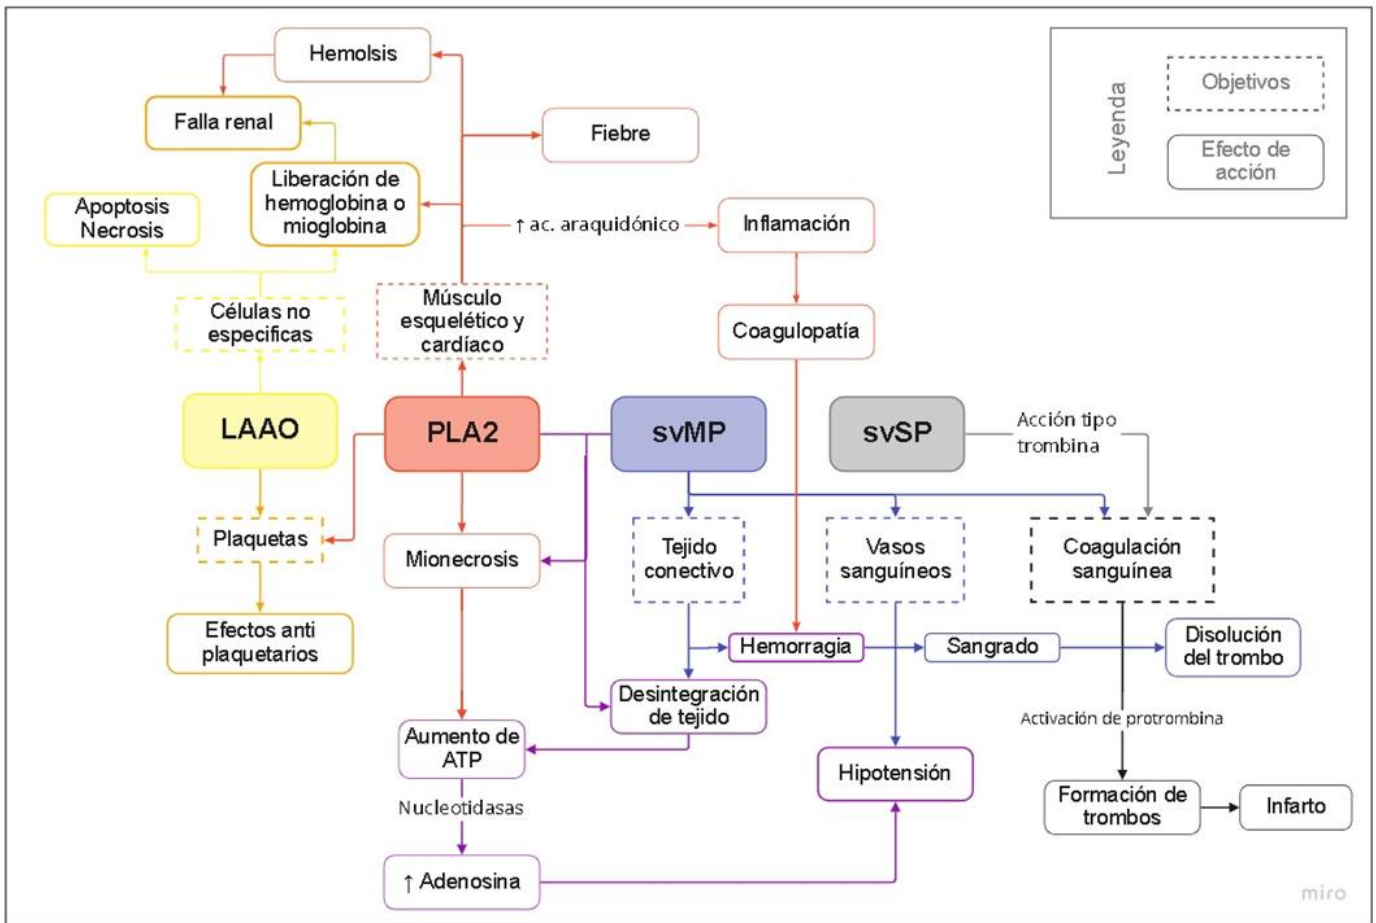 Hemolsis
Falla renal
Fiebre
Liberación de
hemoglobina o
mioglobina
Apoptosis
Necrosis
↑ ac. araquidónico
Inflamación
Leyenda
Objetivos
Efecto de
acción
Células no
especificas
Músculo
esquelético y
cardíaco
Coagulopatía
LAAO
PLA2
svMP
svSP
Acción tipo
trombina
Plaquetas
Mionecrosis
Tejido
conectivo
Vasos
sanguíneos
Coagulación
sanguínea
Efectos anti
plaquetarios
Hemorragia
Sangrado
Disolución
del trombo
Desintegración
de tejido
Activación de protrombina
Aumento de
ATP
Hipotensión
Nucleotidasas
Formación de
trombos
Infarto
↑ Adenosina
miro